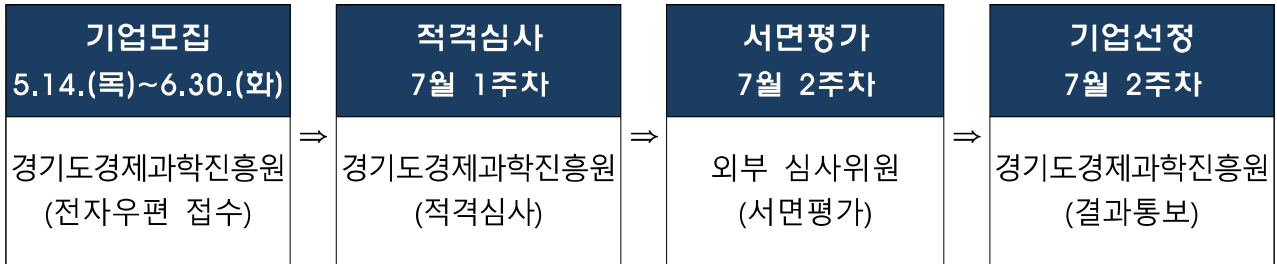 기업모집
5.14.(목)~6.30.(화)
경기도경제과학진흥원
(전자우편 접수)
⇒
적격심사
7월 1주차
경기도경제과학진흥원
(적격심사)
⇒
서면평가
7월 2주차
외부 심사위원
(서면평가)
⇒
기업선정
7월 2주차
경기도경제과학진흥원
(결과통보)